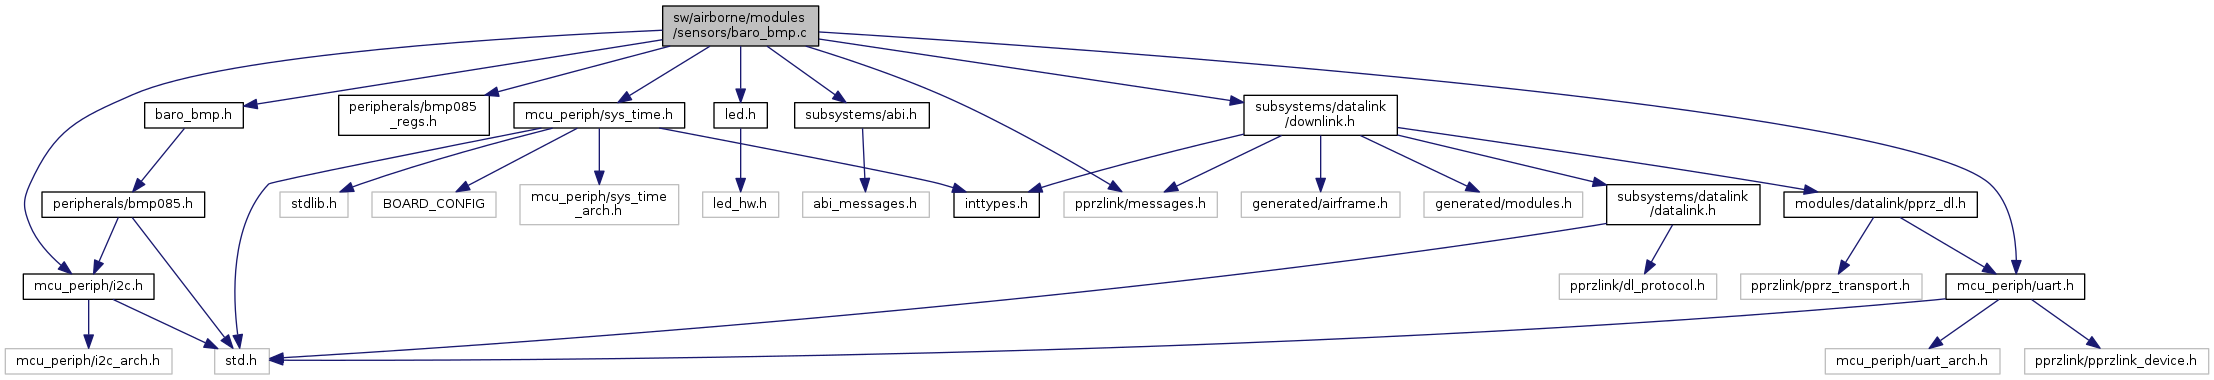 sw/airborne/modules
/sensors/baro_bmp.c
baro_bmp.h
peripherals/bmp085
_regs.h
mcu_periph/sys_time.h
led.h
subsystems/abi.h
subsystems/datalink
/downlink.h
peripherals/bmp085.h
stdlib.h
BOARD_CONFIG
mcu_periph/sys_time
_arch.h
led_hw.h
abi_messages.h
inttypes.h
pprzlink/messages.h
generated/airframe.h
generated/modules.h
subsystems/datalink
/datalink.h
modules/datalink/pprz_dl.h
mcu_periph/i2c.h
pprzlink/dl_protocol.h
pprzlink/pprz_transport.h
mcu_periph/uart.h
mcu_periph/i2c_arch.h
std.h
mcu_periph/uart_arch.h
pprzlink/pprzlink_device.h